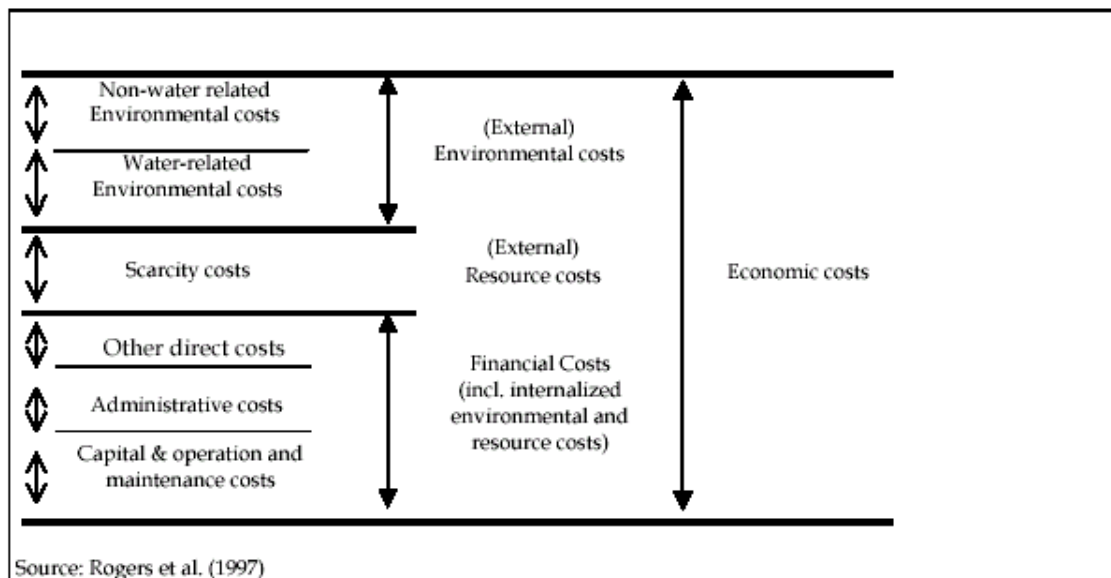 Non-water related
Environmental costs
Water-related
Environmental costs
Scarcity costs
Other direct costs
Administrative costs
Capital & operation and
maintenance costs
(External)
Environmental costs
(External)
Resource costs
Financial Costs
(incl. internalized
environmental and
resource costs)
Economic costs
Source: Rogers et al. (1997)